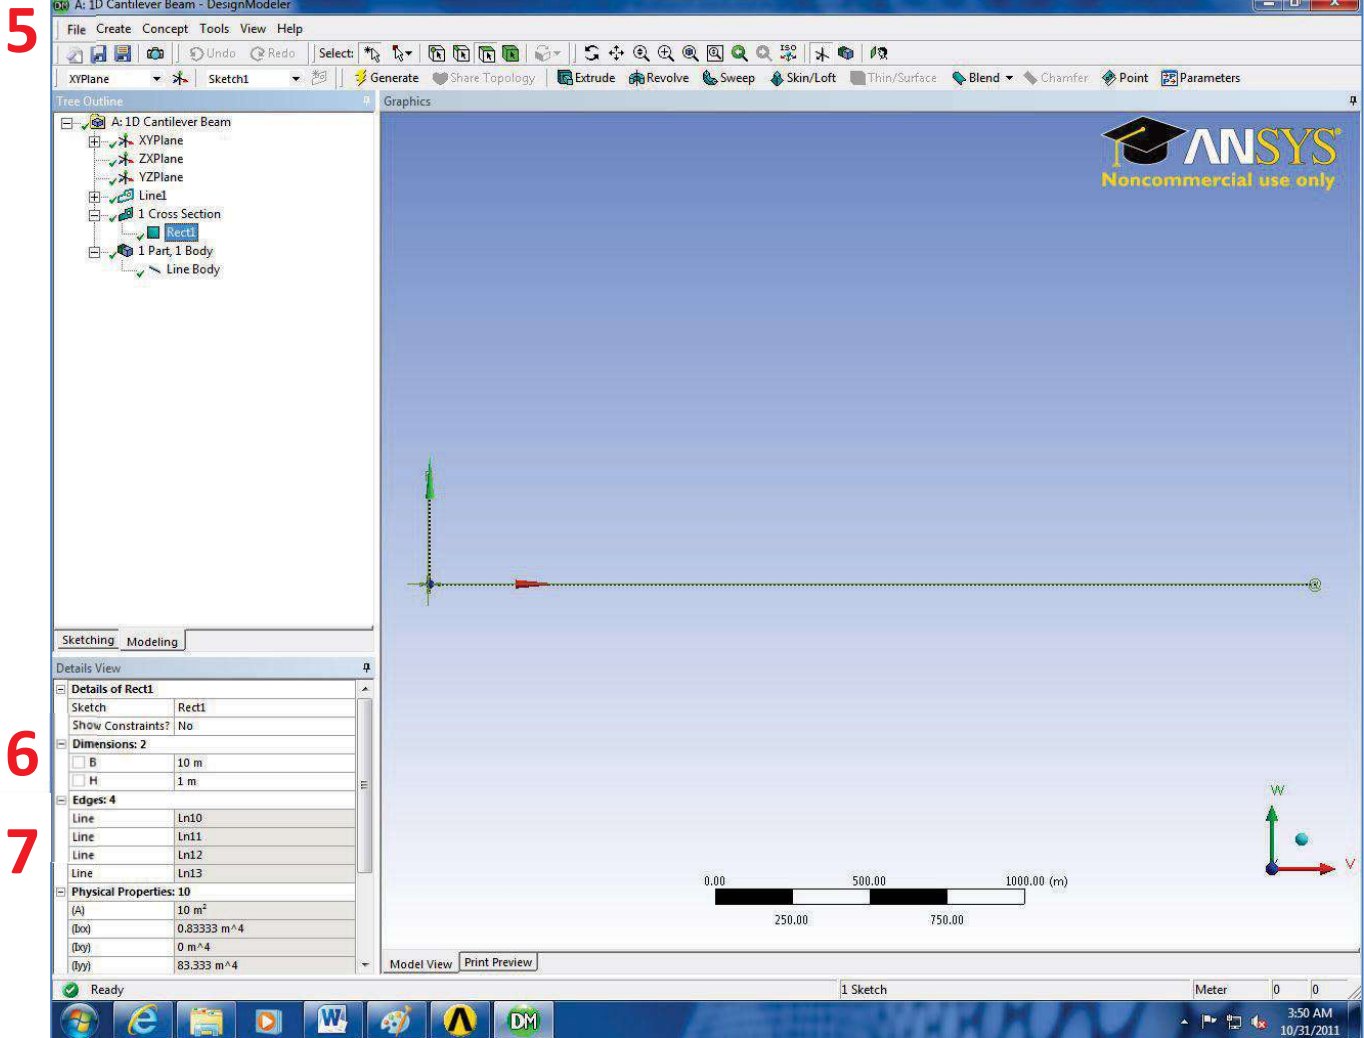 A: 1D Cantilever Beam - DesignModeler
5
File Create Concept Tools View Help
Undo Redo Select:
ISO
XYPlane Sketch1 Generate Share Topology Extrude Revolve Sweep Skin/Loft Thin/Surface Blend Chamfer Point Parameters
Tree Outline
Graphics
A: 1D Cantilever Beam
XYPlane
ZXPlane
YZPlane
Line1
1 Cross Section
Rect1
1 Part, 1 Body
Line Body
ANSYS
Noncommercial use only
Sketching Modeling
Details View
Details of Rect1
Sketch Rect1
Show Constraints? No
6
Dimensions: 2
B 10 m
H 1 m
Edges: 4
Line Ln10
7
Line Ln11
Line Ln12
Line Ln13
Physical Properties: 10
(A) 10 m²
(Ixx) 0.83333 m^4
(Ixy) 0 m^4
(Iyy) 83.333 m^4
W
V
0.00 500.00 1000.00 (m)
250.00 750.00
Model View Print Preview
Ready 1 Sketch Meter 0 0
W DM
3:50 AM
10/31/2011